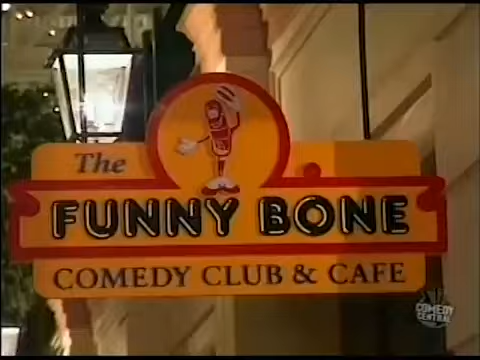 The
FUNNY BONE
COMEDY CLUB & CAFE
COMEDY
CENTRAL